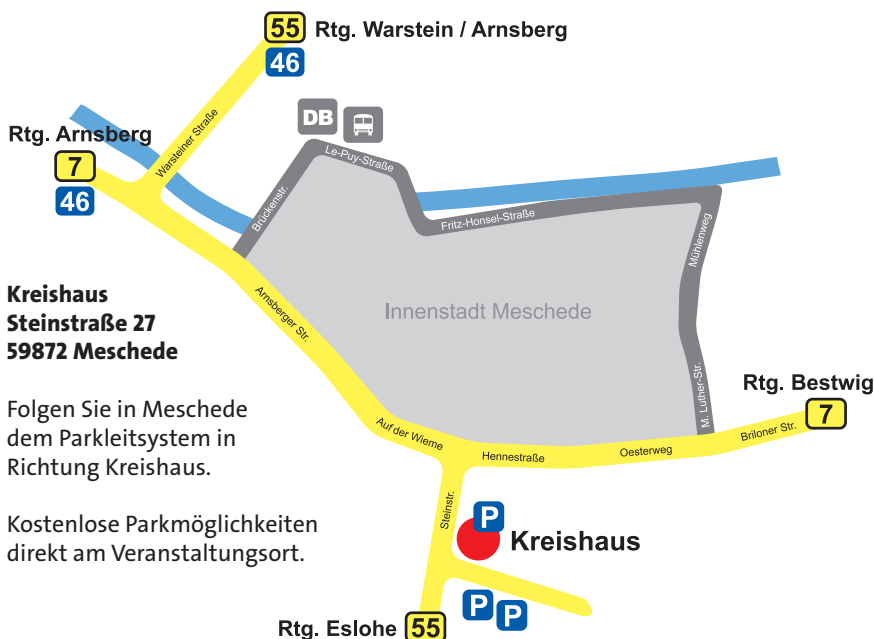 55 Rtg. Warstein / Arnsberg
46
DB
Rtg. Arnsberg
7
46
Warsteiner Straße
Le-Puy-Straße
Brückenstr.
Fritz-Honsel-Straße
Mühlenweg
Kreishaus
Steinstraße 27
59872 Meschede
Arnsberger Str.
Innenstadt Meschede
M. Luther-Str.
Rtg. Bestwig
7
Folgen Sie in Meschede
dem Parkleitsystem in
Richtung Kreishaus.
Auf der Wieme
Hennestraße
Oesterweg
Briloner Str.
Steinstr.
P
Kreishaus
Kostenlose Parkmöglichkeiten
direkt am Veranstaltungsort.
P P
Rtg. Eslohe 55